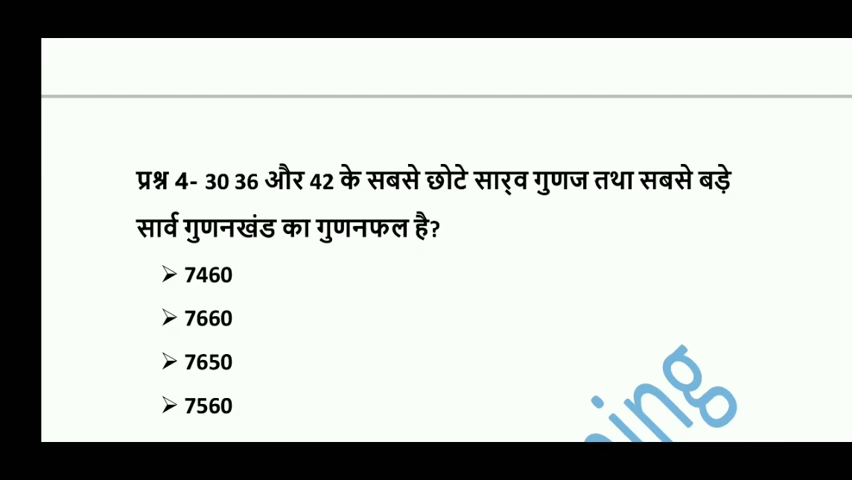 प्रश्न 4- 30 36 और 42 के सबसे छोटे सार्‌व गुणज तथा सबसे बड़े
सार्व गुणनखंड का गुणनफल है?
➢ 7460
➢ 7660
➢ 7650
➢ 7560